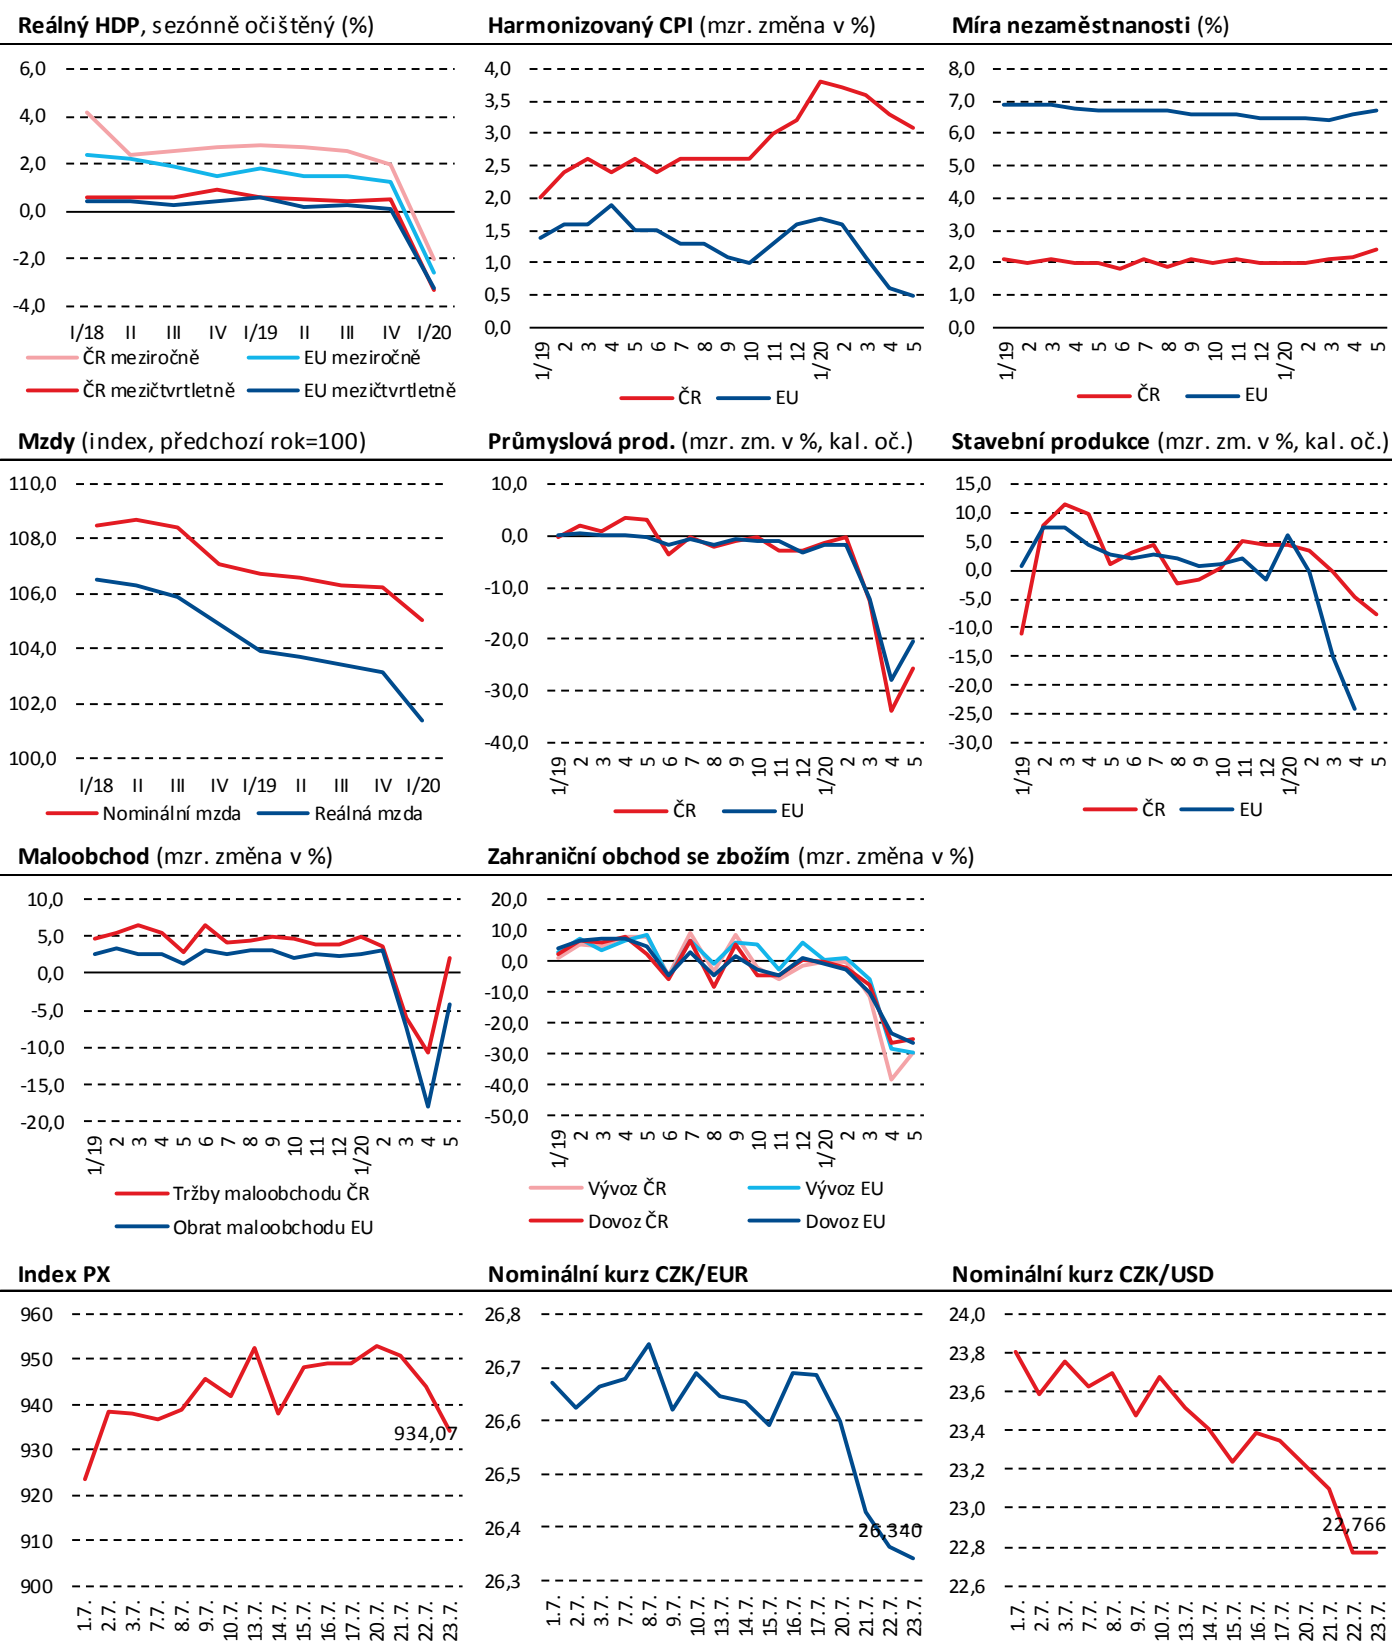 Reálný HDP, sezónně očištěný (%)
6,0
4,0
2,0
0,0
-2,0
-4,0
I/18 II III IV I/19 II III IV I/20
ČR meziročně EU meziročně
ČR mezičtvrtletně EU mezičtvrtletně
Harmonizovaný CPI (mzr. změna v %)
4,0
3,5
3,0
2,5
2,0
1,5
1,0
0,5
0,0
1/19 2 3 4 5 6 7 8 9 10 11 12 1/20 2 3 4 5
ČR EU
Míra nezaměstnanosti (%)
8,0
7,0
6,0
5,0
4,0
3,0
2,0
1,0
0,0
1/19 2 3 4 5 6 7 8 9 10 11 12 1/20 2 3 4 5
ČR EU
Mzdy (index, předchozí rok=100)
110,0
108,0
106,0
104,0
102,0
100,0
I/18 II III IV I/19 II III IV I/20
Nominální mzda Reálná mzda
Průmyslová prod. (mzr. zm. v %, kal. oč.)
10,0
0,0
-10,0
-20,0
-30,0
-40,0
1/19 2 3 4 5 6 7 8 9 10 11 12 1/20 2 3 4 5
ČR EU
Stavební produkce (mzr. zm. v %, kal. oč.)
15,0
10,0
5,0
0,0
-5,0
-10,0
-15,0
-20,0
-25,0
-30,0
1/19 2 3 4 5 6 7 8 9 10 11 12 1/20 2 3 4 5
ČR EU
Maloobchod (mzr. změna v %)
10,0
5,0
0,0
-5,0
-10,0
-15,0
-20,0
1/19 2 3 4 5 6 7 8 9 10 11 12 1/20 2 3 4 5
Tržby maloobchodu ČR
Obrat maloobchodu EU
Zahraniční obchod se zbožím (mzr. změna v %)
20,0
10,0
0,0
-10,0
-20,0
-30,0
-40,0
-50,0
1/19 2 3 4 5 6 7 8 9 10 11 12 1/20 2 3 4 5
Vývoz ČR Vývoz EU
Dovoz ČR Dovoz EU
Index PX
960
950
940
930
920
910
900
934,07
1.7. 2.7. 3.7. 7.7. 8.7. 9.7. 10.7. 13.7. 14.7. 15.7. 16.7. 17.7. 20.7. 21.7. 22.7. 23.7.
Nominální kurz CZK/EUR
26,8
26,7
26,6
26,5
26,4
26,3
26,340
1.7. 2.7. 3.7. 7.7. 8.7. 9.7. 10.7. 13.7. 14.7. 15.7. 16.7. 17.7. 20.7. 21.7. 22.7. 23.7.
Nominální kurz CZK/USD
24,0
23,8
23,6
23,4
23,2
23,0
22,8
22,6
22,766
1.7. 2.7. 3.7. 7.7. 8.7. 9.7. 10.7. 13.7. 14.7. 15.7. 16.7. 17.7. 20.7. 21.7. 22.7. 23.7.